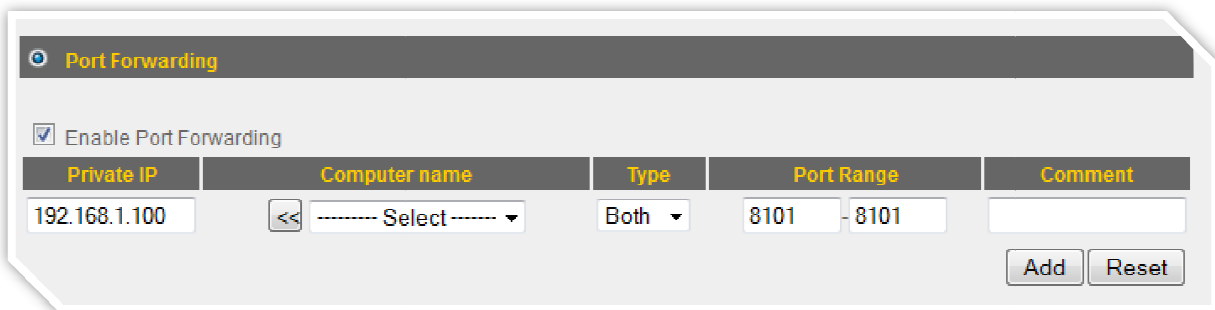 Port Forwarding
Enable Port Forwarding
Private IP Computer name Type Port Range Comment
192.168.1.100 << --------- Select ------- Both 8101 - 8101
Add Reset